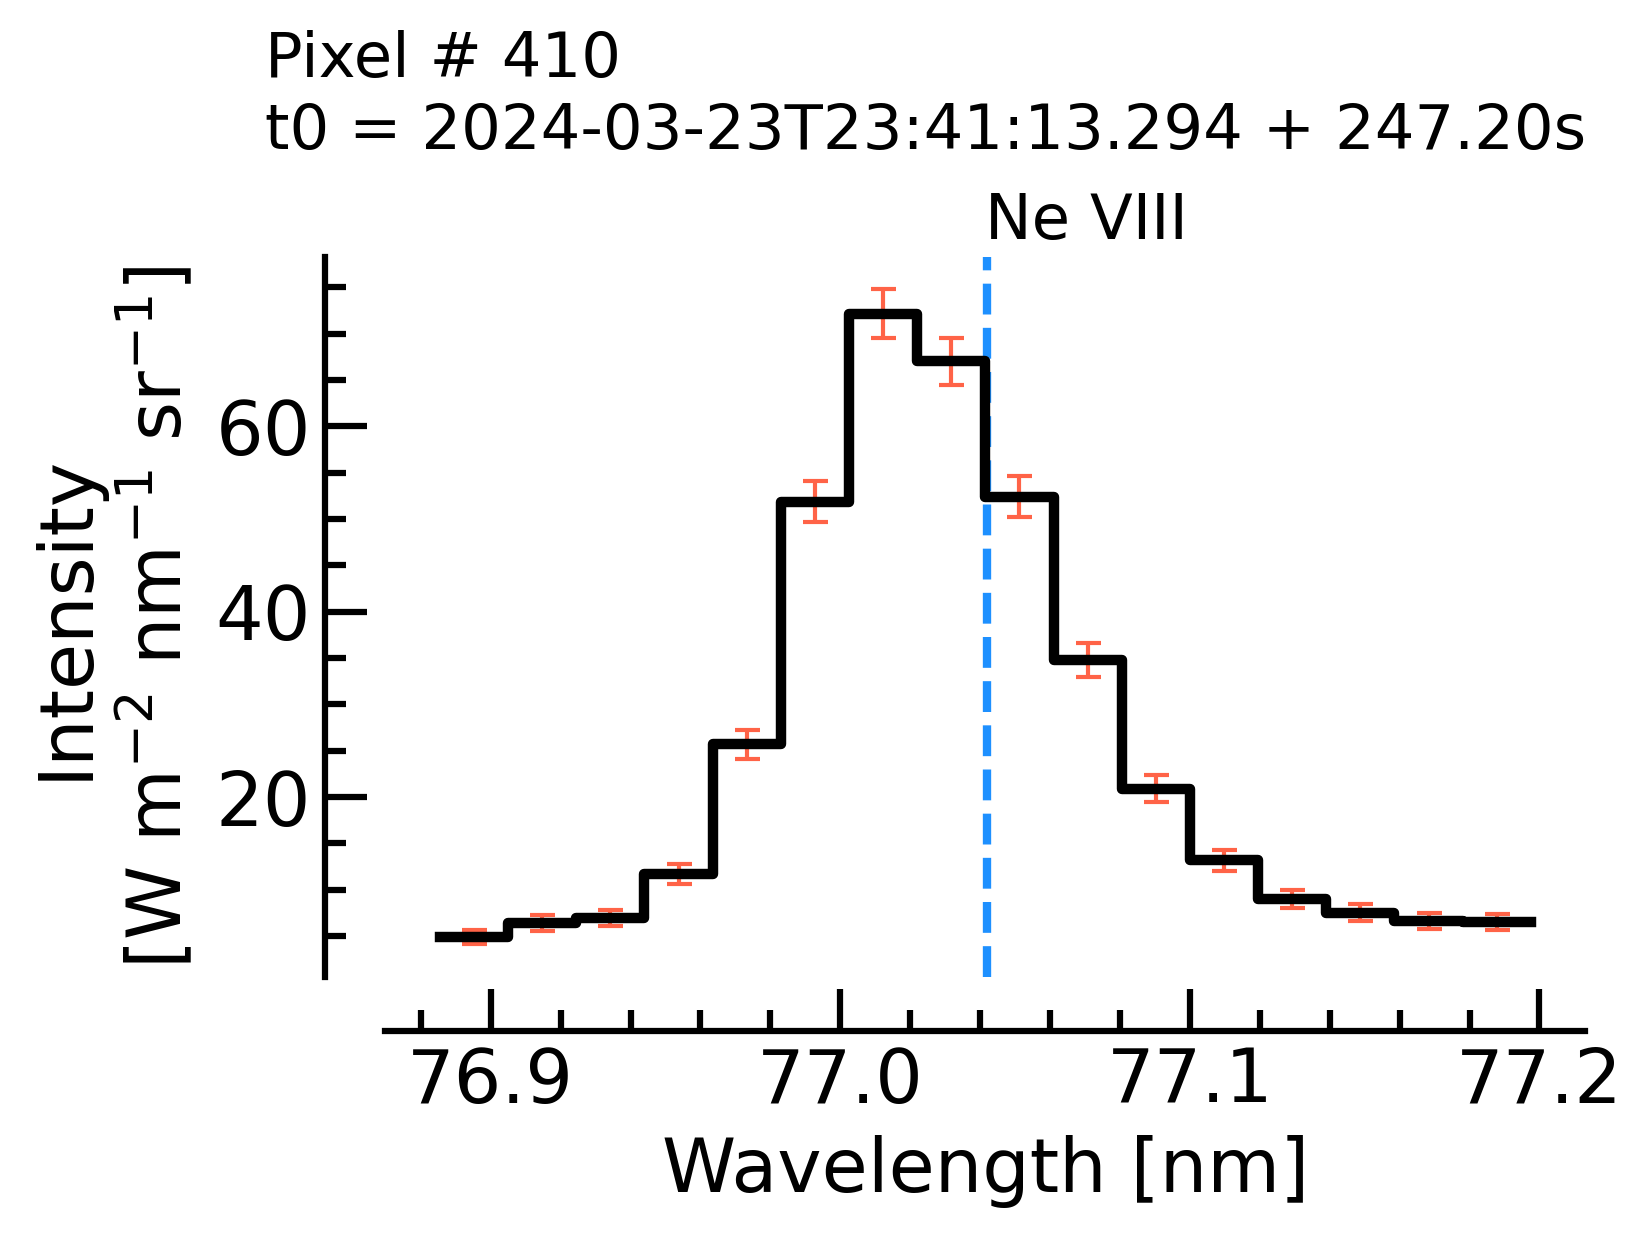 Pixel # 410
t0 = 2024-03-23T23:41:13.294 + 247.20s
Ne VIII
Intensity
[W m⁻² nm⁻¹ sr⁻¹]
60
40
20
76.9 77.0 77.1 77.2
Wavelength [nm]